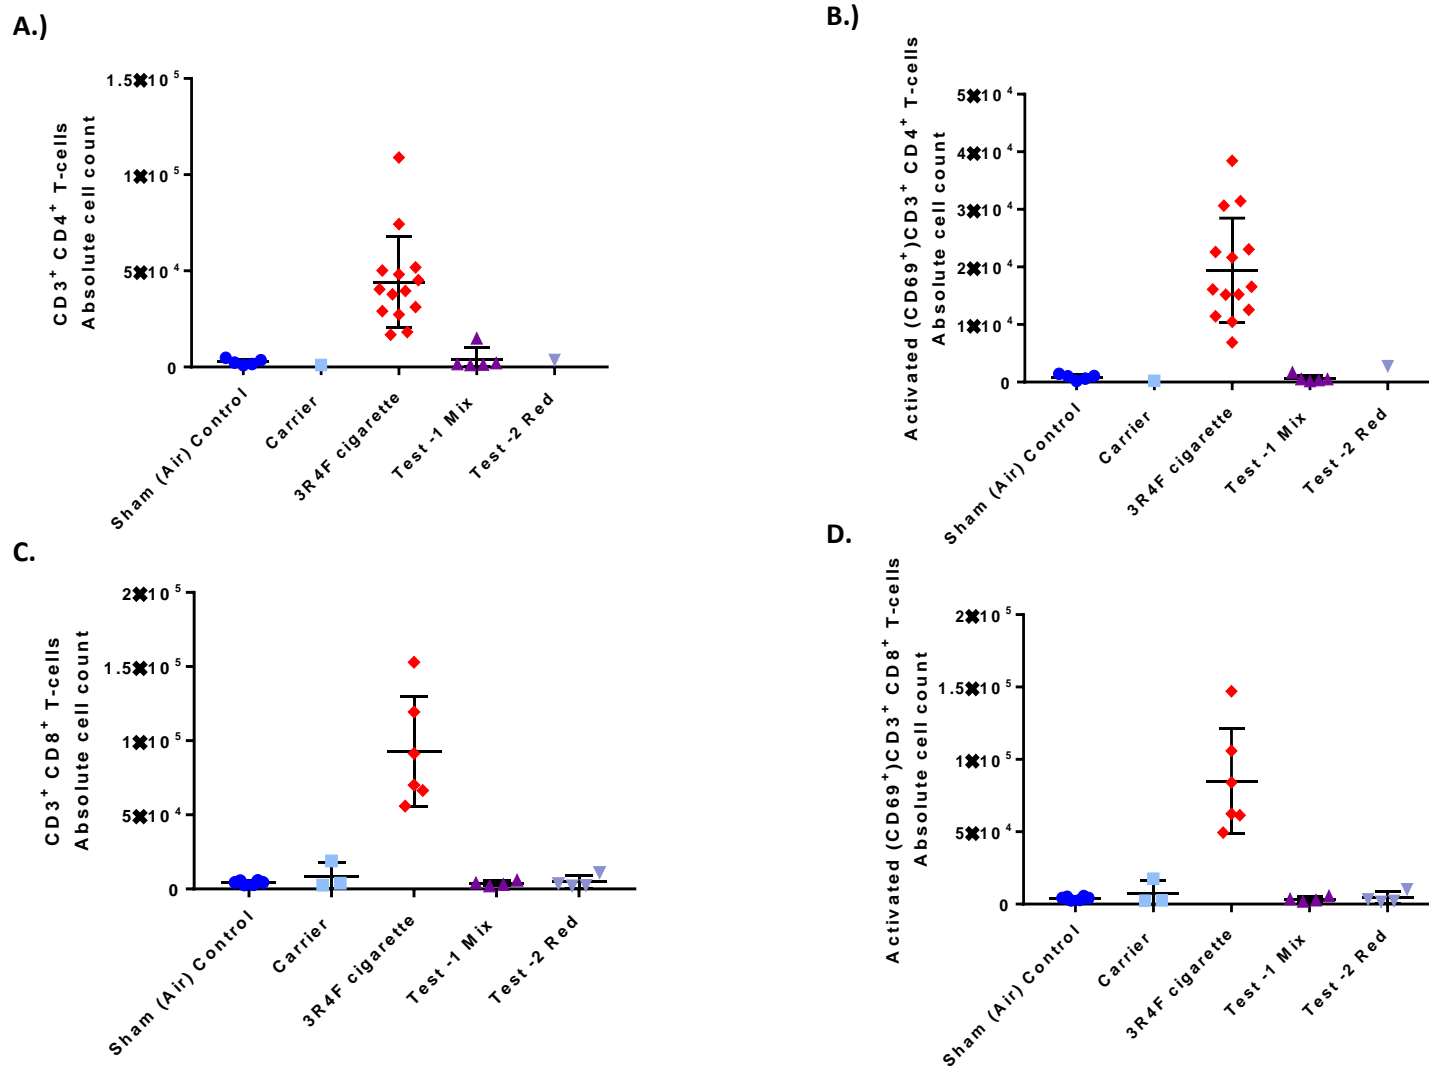 A.)
CD3+ CD4+ T-cells
Absolute cell count
1.5✖10 5
1✖10 5
5✖10 4
0
Sham (Air) Control
Carrier
3R4F cigarette
Test -1 Mix
Test -2 Red
B.)
Activated (CD69+)CD3+ CD4+ T-cells
Absolute cell count
5✖10 4
4✖10 4
3✖10 4
2✖10 4
1✖10 4
0
Sham (Air) Control
Carrier
3R4F cigarette
Test -1 Mix
Test -2 Red
C.
CD3+ CD8+ T-cells
Absolute cell count
2✖10 5
1.5✖10 5
1✖10 5
5✖10 4
0
Sham (Air) Control
Carrier
3R4F cigarette
Test -1 Mix
Test -2 Red
D.
Activated (CD69+)CD3+ CD8+ T-cells
Absolute cell count
2✖10 5
1.5✖10 5
1✖10 5
5✖10 4
0
Sham (Air) Control
Carrier
3R4F cigarette
Test -1 Mix
Test -2 Red